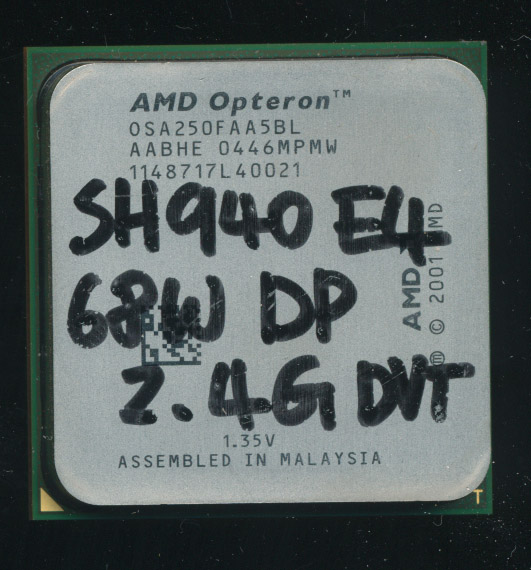 AMD Opteron™
OSA250FAA5BL
AABHE 0446MPMW
1148717L40021
SH940 E4
68W DP
2.4G DVT
AMD
m © 2001 AMD
1.35V
ASSEMBLED IN MALAYSIA
T